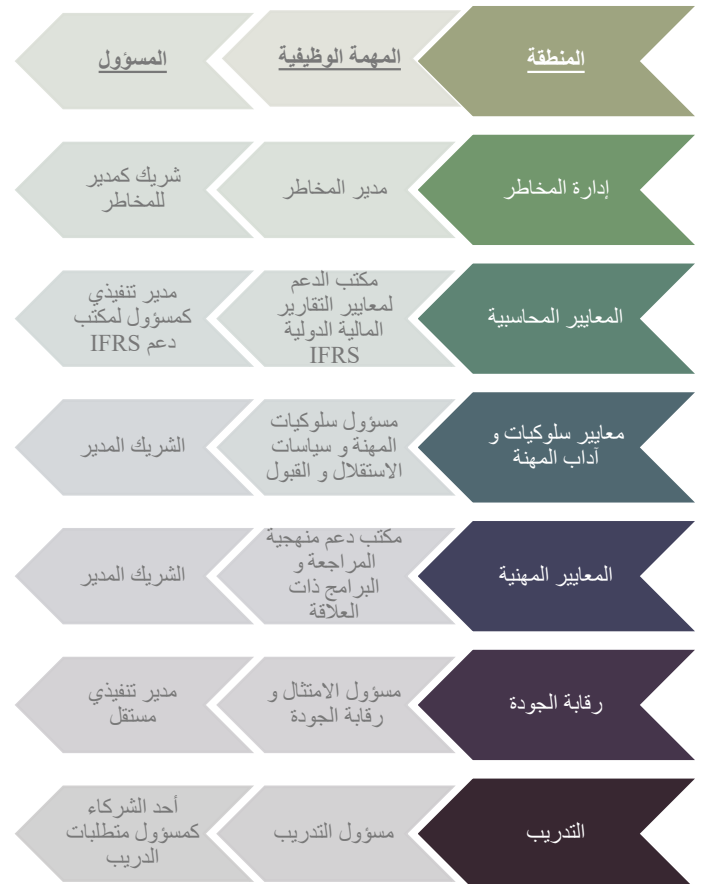 المنطقة
المهمة الوظيفية
المسؤول
إدارة المخاطر
مدير المخاطر
شريك كمدير
للمخاطر
المعايير المحاسبية
مكتب الدعم
لمعايير التقارير
المالية الدولية
IFRS
مدير تنفيذي
كمسؤول لمكتب
دعم IFRS
معايير سلوكيات و
آداب المهنة
مسؤول سلوكيات
المهنة و سياسات
الاستقلال و القبول
الشريك المدير
المعايير المهنية
مكتب دعم منهجية
المراجعة و
البرامج ذات
العلاقة
الشريك المدير
رقابة الجودة
مسؤول الامتثال و
رقابة الجودة
مدير تنفيذي
مستقل
التدريب
مسؤول التدريب
أحد الشركاء
كمسؤول متطلبات
الدريب